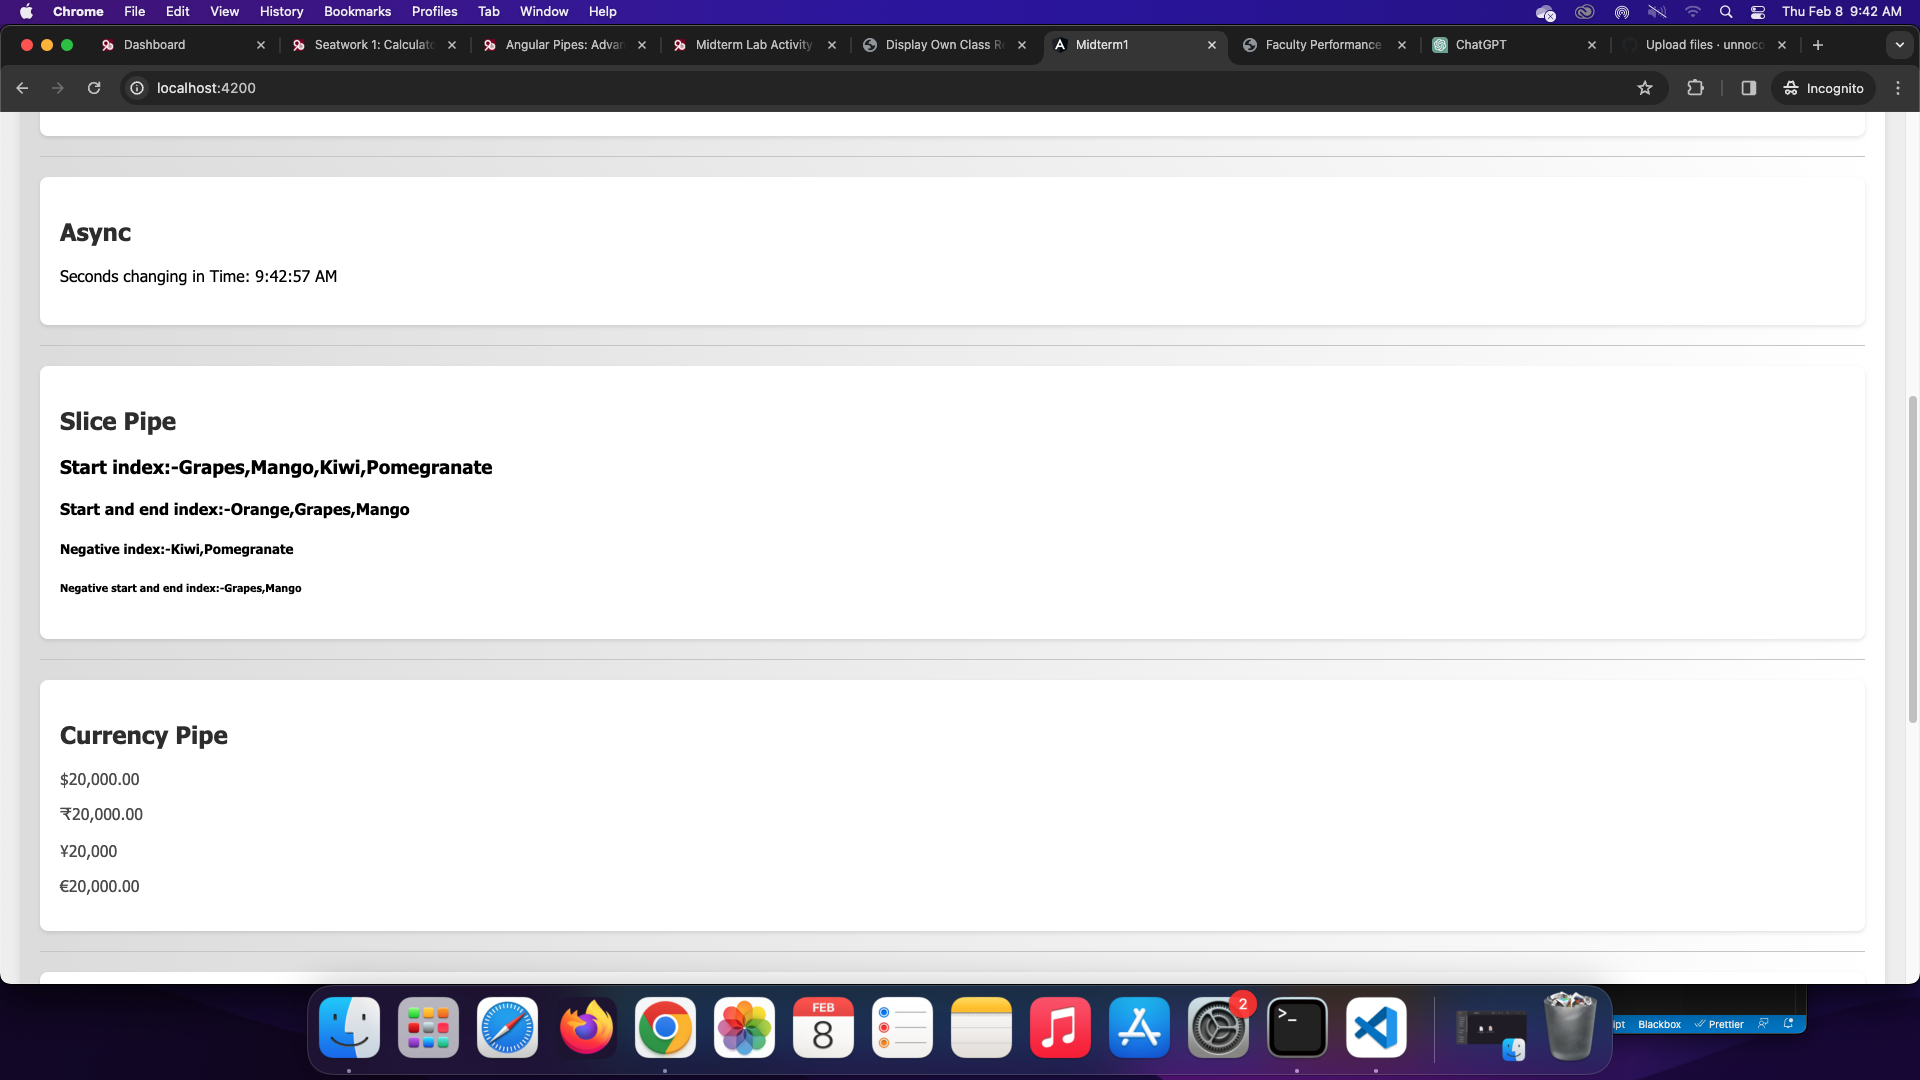 Chrome File Edit View History Bookmarks Profiles Tab Window Help Thu Feb 8 9:42 AM
Dashboard Seatwork 1: Calculato Angular Pipes: Advan Midterm Lab Activity Display Own Class Re Midterm1 Faculty Performance ChatGPT Upload files · unnoco
localhost:4200 Incognito
Async
Seconds changing in Time: 9:42:57 AM
Slice Pipe
Start index:-Grapes,Mango,Kiwi,Pomegranate
Start and end index:-Orange,Grapes,Mango
Negative index:-Kiwi,Pomegranate
Negative start and end index:-Grapes,Mango
Currency Pipe
$20,000.00
₹20,000.00
¥20,000
€20,000.00
FEB
8
2
ipt Blackbox Prettier